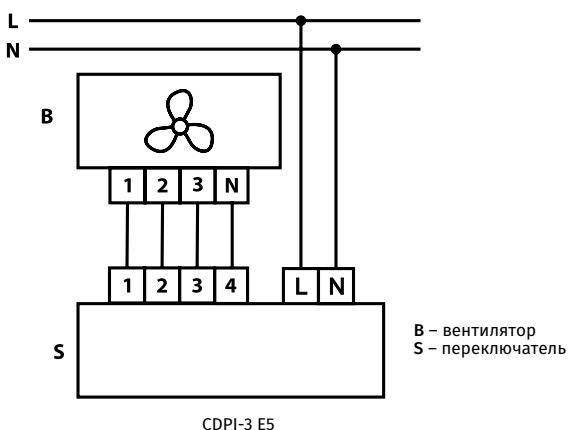 L
N
B
1 2 3 N
1 2 3 4 L N
S
B – вентилятор
S – переключатель
CDPI-3 E5